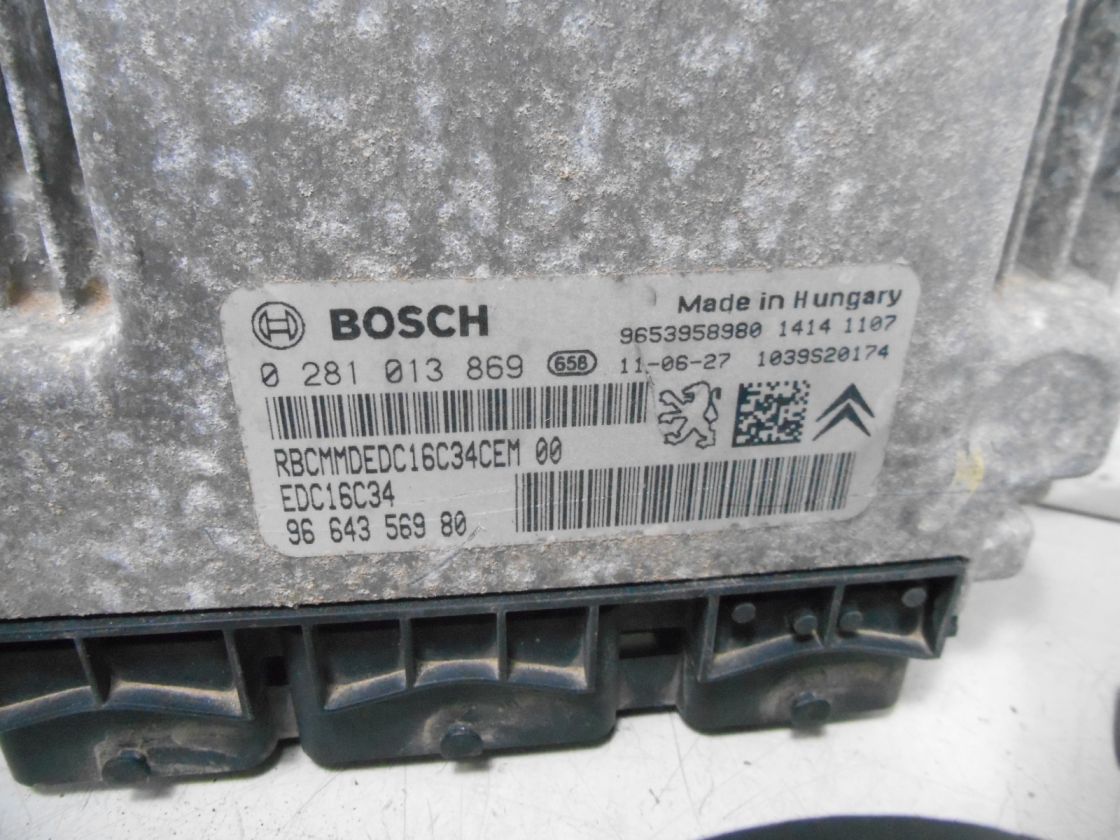 BOSCH
Made in Hungary
9653958980 1414 1107
0 281 013 869 658 11-06-27 1039S20174
RBCMMDEDC16C34CEM 00
EDC16C34
96 643 569 80